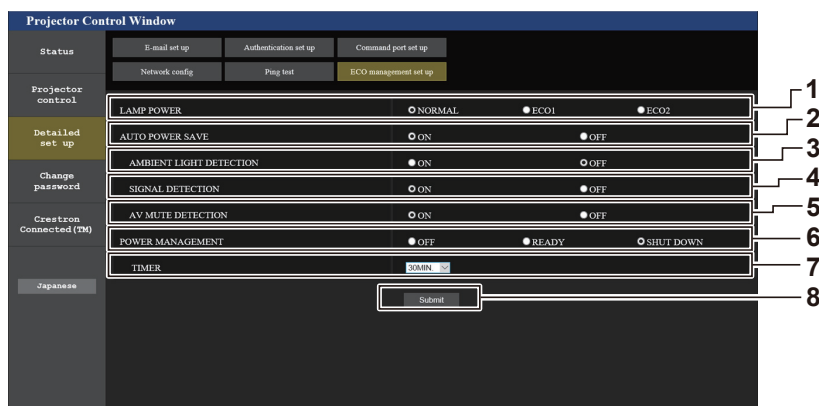 Projector Control Window
Status
E-mail set up
Authentication set up
Command port set up
Network config
Ping test
ECO management set up
Projector
control
Detailed
set up
Change
password
Crestron
Connected(TM)
Japanese
LAMP POWER NORMAL ECO1 ECO2 1
AUTO POWER SAVE ON OFF 2
AMBIENT LIGHT DETECTION ON OFF 3
SIGNAL DETECTION ON OFF 4
AV MUTE DETECTION ON OFF 5
POWER MANAGEMENT OFF READY SHUT DOWN 6
TIMER 30MIN. 7
Submit 8